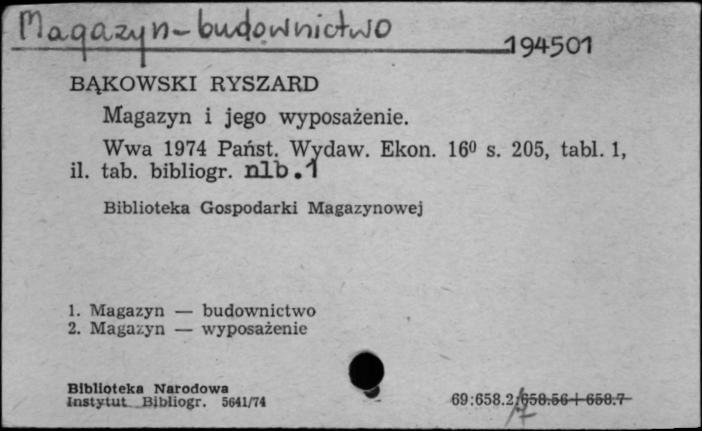 Magazyn - budownictwo
194501
BĄKOWSKI RYSZARD
Magazyn i jego wyposażenie.
Wwa 1974 Państ. Wydaw. Ekon. 16⁰ s. 205, tabl. 1,
il. tab. bibliogr. nlb.1
Biblioteka Gospodarki Magazynowej
1. Magazyn — budownictwo
2. Magazyn — wyposażenie
Biblioteka Narodowa
Instytut Bibliogr. 5641/74
69:658.2/658.56+658.7